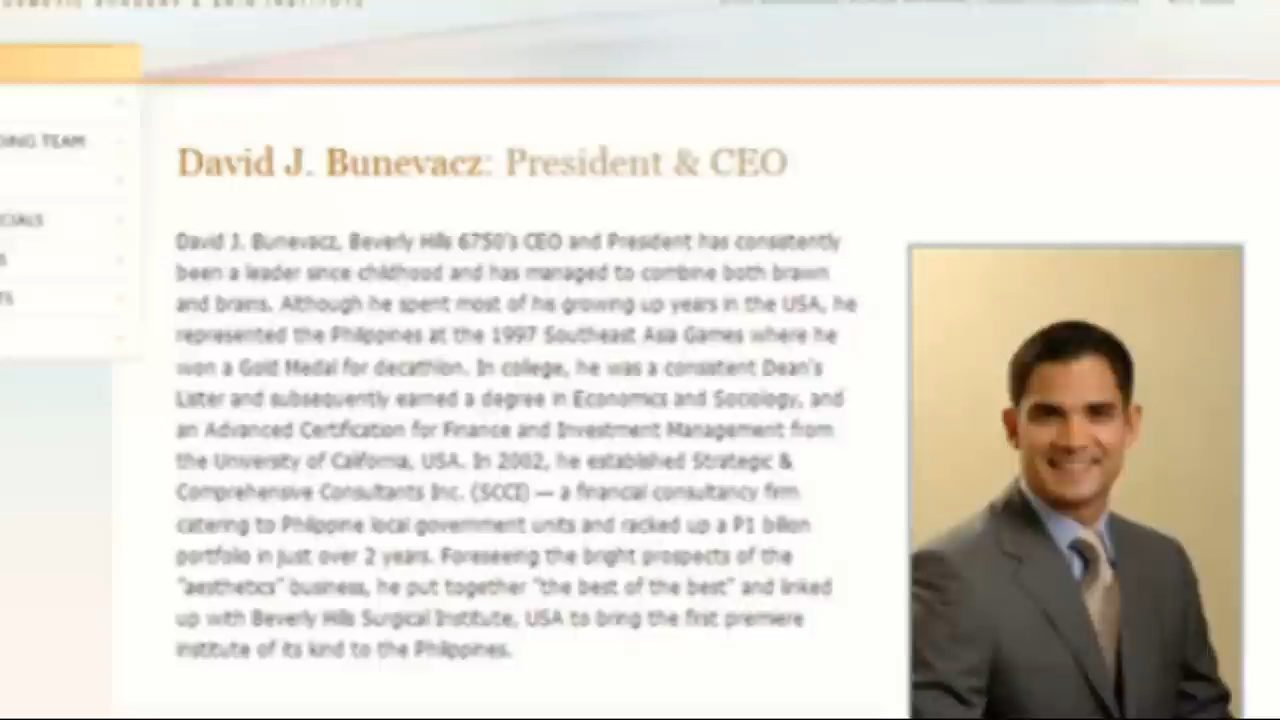 COSMETIC SURGERY & SKIN INSTITUTE
DING TEAM
CIALS
S
TS
David J. Bunevacz: President & CEO
David J. Bunevacz, Beverly Hills 6750's CEO and President has consistently
been a leader since childhood and has managed to combine both brawn
and brains. Although he spent most of his growing up years in the USA, he
represented the Philippines at the 1997 Southeast Asia Games where he
won a Gold Medal for decathlon. In college, he was a consistent Dean's
Lister and subsequently earned a degree in Economics and Sociology, and
an Advanced Certification for Finance and Investment Management from
the University of California, USA. In 2002, he established Strategic &
Comprehensive Consultants Inc. (SCCI) — a financial consultancy firm
catering to Philippine local government units and racked up a P1 billion
portfolio in just over 2 years. Foreseeing the bright prospects of the
"aesthetics" business, he put together "the best of the best" and linked
up with Beverly Hills Surgical Institute, USA to bring the first premiere
institute of its kind to the Philippines.